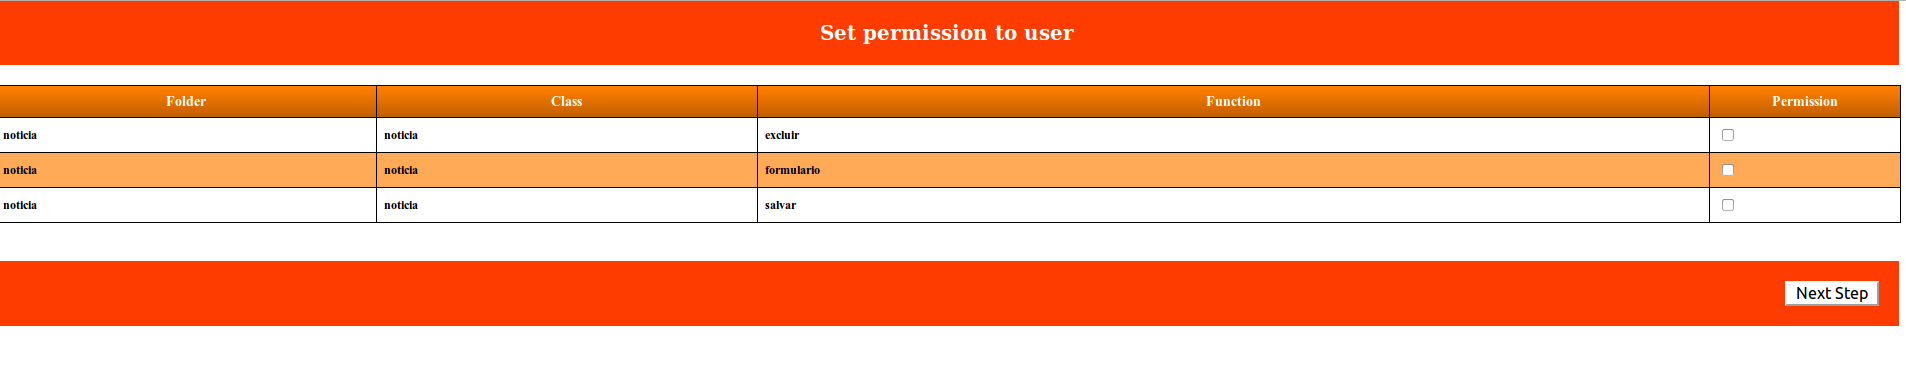 Set permission to user
Folder Class Function Permission
noticia noticia excluir
noticia noticia formulario
noticia noticia salvar
Next Step